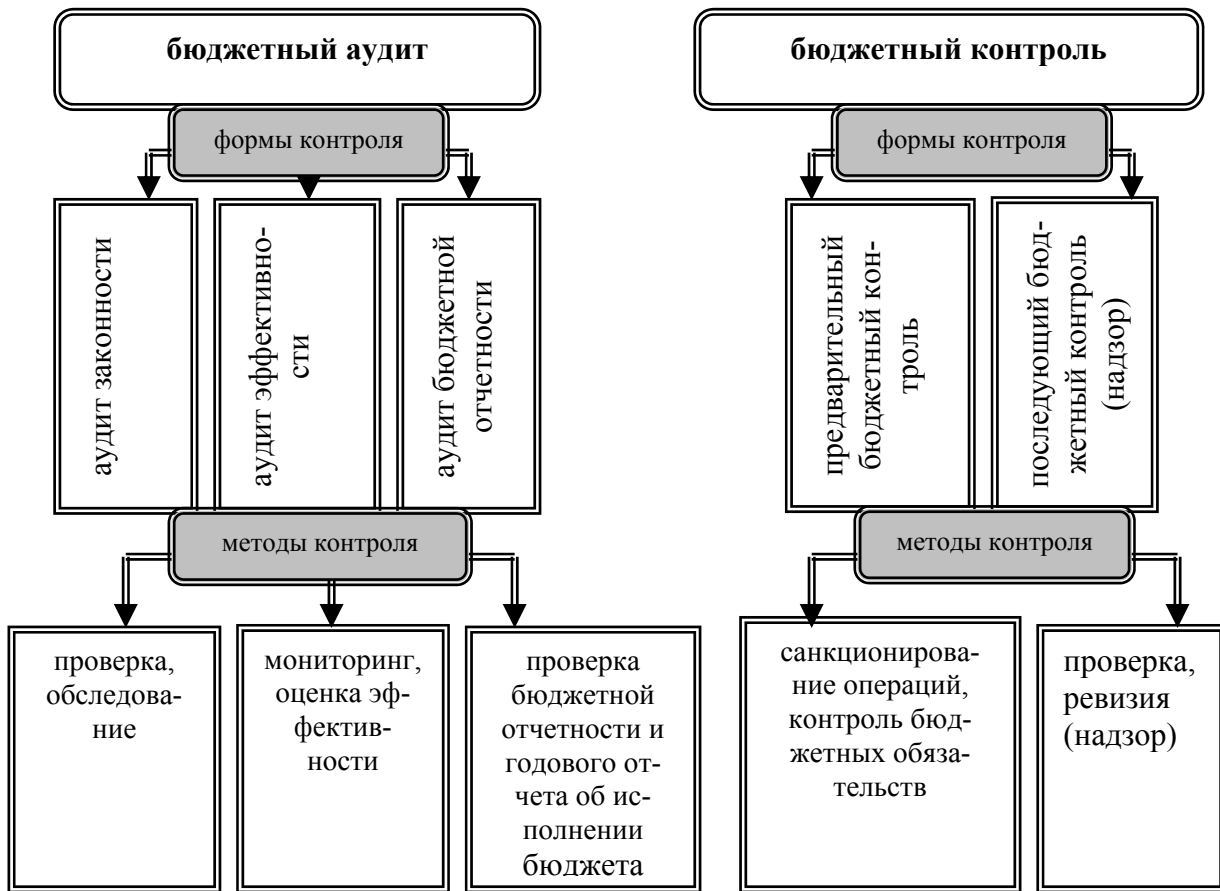 бюджетный аудит
формы контроля
аудит законности
аудит эффективно-
сти
аудит бюджетной
отчетности
методы контроля
проверка,
обследова-
ние
мониторинг,
оценка эф-
фектив-
ности
проверка
бюджетной
отчетности и
годового от-
чета об ис-
полнении
бюджета
бюджетный контроль
формы контроля
предварительный
бюджетный кон-
троль
последующий бюд-
жетный контроль
(надзор)
методы контроля
санкционирова-
ние операций,
контроль бюд-
жетных обяза-
тельств
проверка,
ревизия
(надзор)